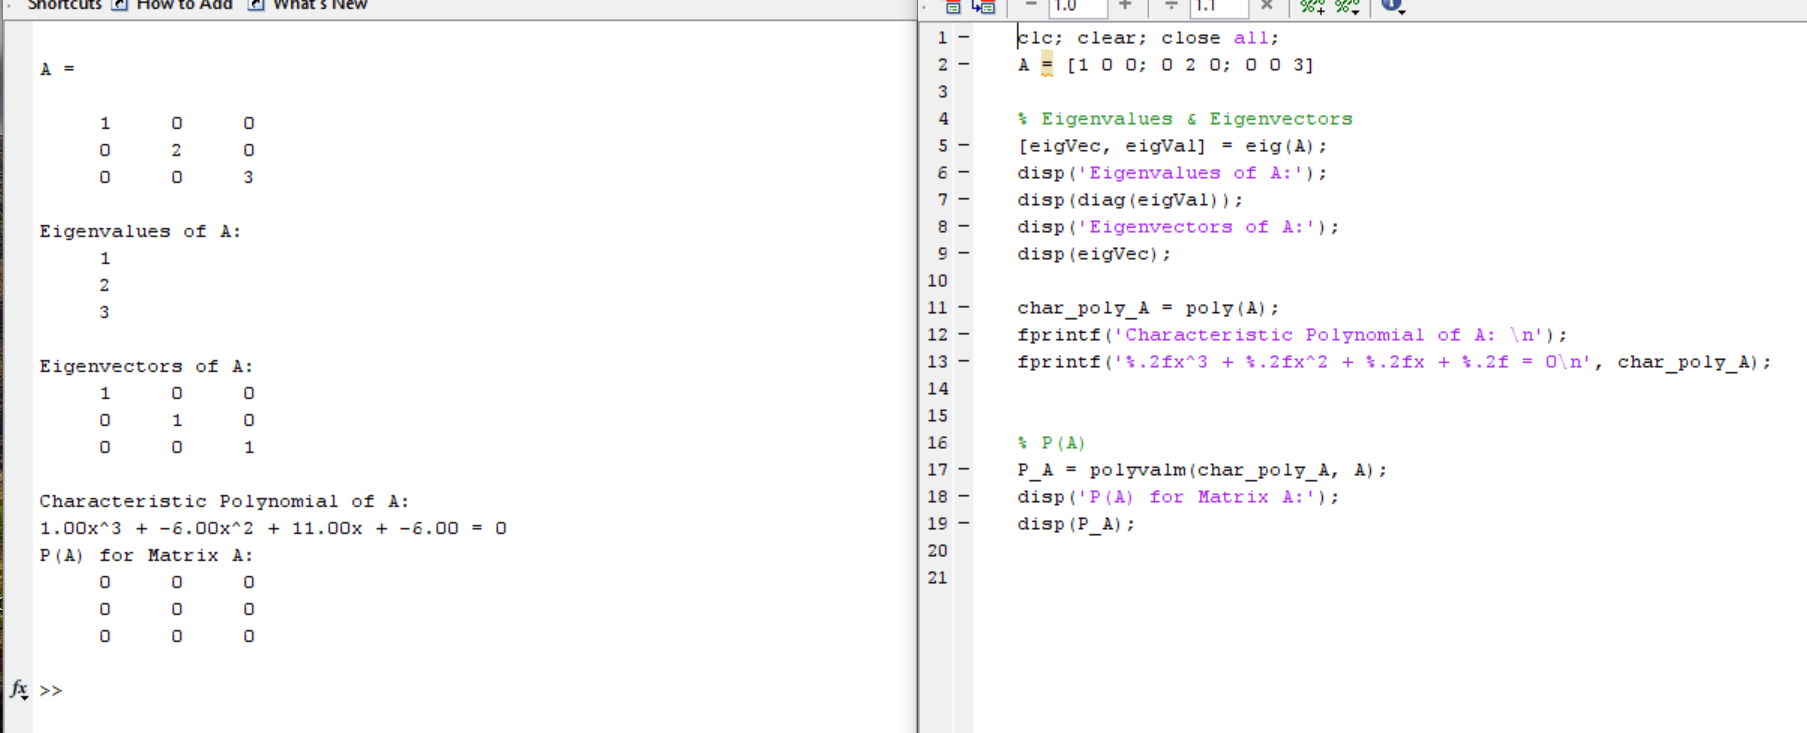 Shortcuts How to Add What's New
A =
1 0 0
0 2 0
0 0 3
Eigenvalues of A:
1
2
3
Eigenvectors of A:
1 0 0
0 1 0
0 0 1
Characteristic Polynomial of A:
1.00x^3 + -6.00x^2 + 11.00x + -6.00 = 0
P(A) for Matrix A:
0 0 0
0 0 0
0 0 0
fx >>
− 1.0 + ÷ 1.1 ×
1 clc; clear; close all;
2 A = [1 0 0; 0 2 0; 0 0 3]
3
4 % Eigenvalues & Eigenvectors
5 [eigVec, eigVal] = eig(A);
6 disp('Eigenvalues of A:');
7 disp(diag(eigVal));
8 disp('Eigenvectors of A:');
9 disp(eigVec);
10
11 char_poly_A = poly(A);
12 fprintf('Characteristic Polynomial of A: \n');
13 fprintf('%.2fx^3 + %.2fx^2 + %.2fx + %.2f = 0\n', char_poly_A);
14
15
16 % P(A)
17 P_A = polyvalm(char_poly_A, A);
18 disp('P(A) for Matrix A:');
19 disp(P_A);
20
21